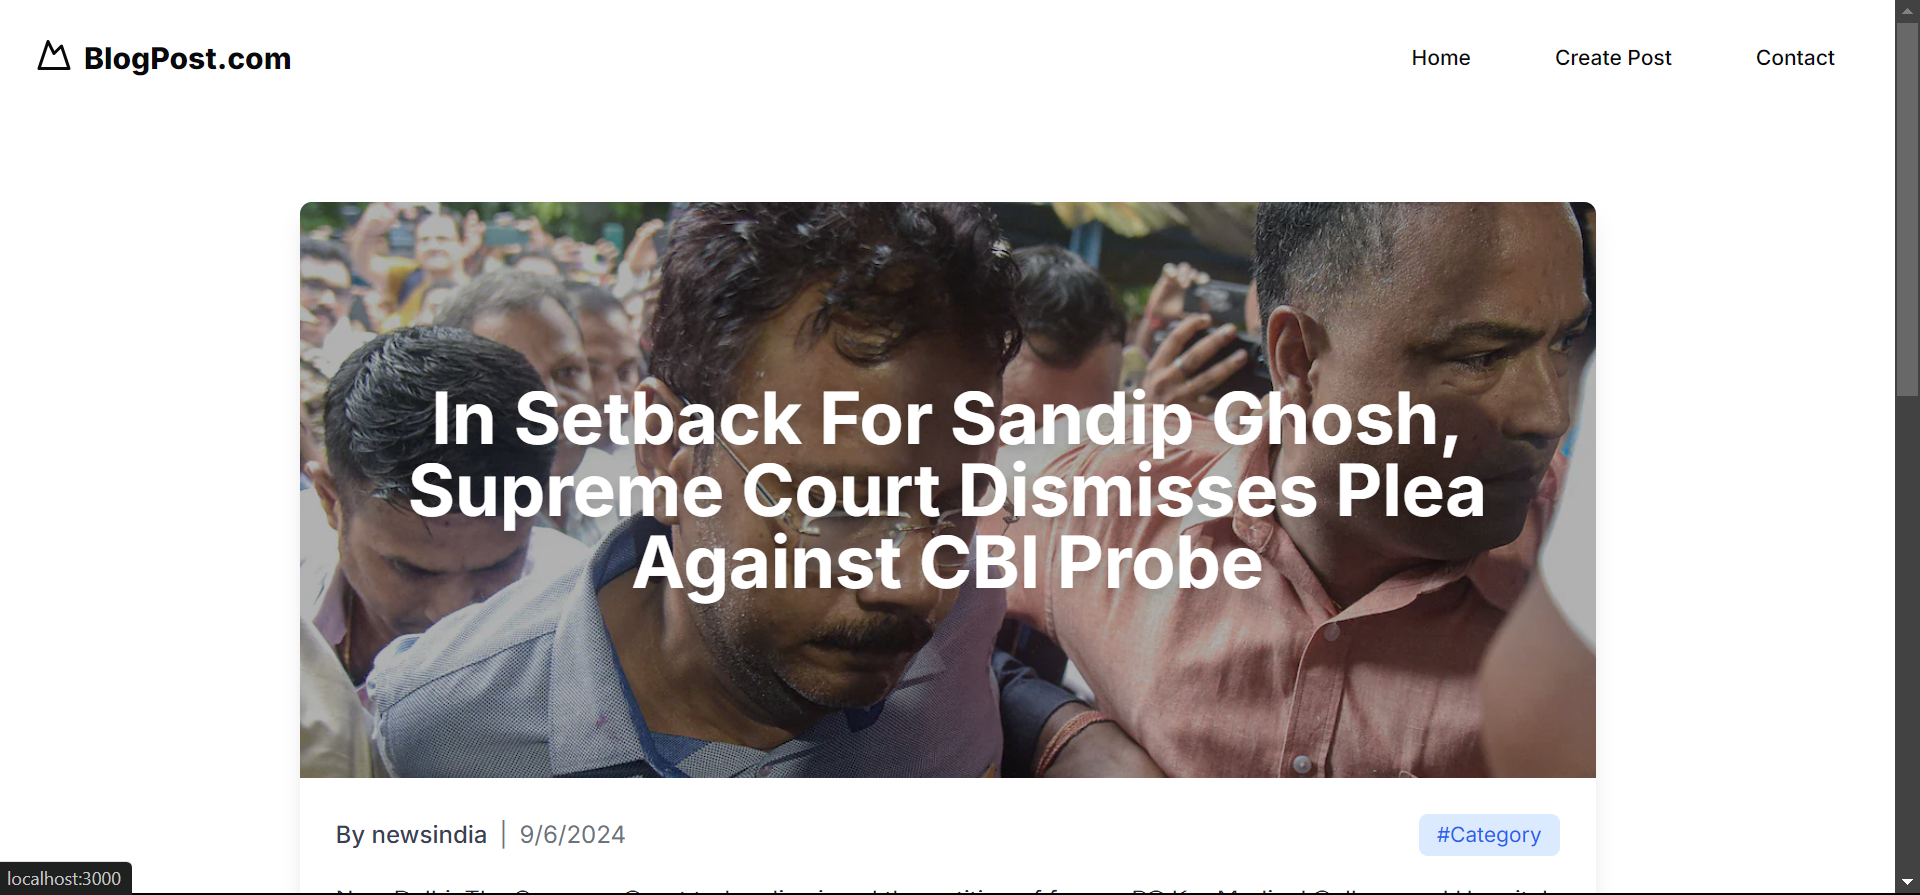 BlogPost.com
Home
Create Post
Contact
In Setback For Sandip Ghosh,
Supreme Court Dismisses Plea
Against CBI Probe
By newsindia | 9/6/2024
#Category
localhost:3000